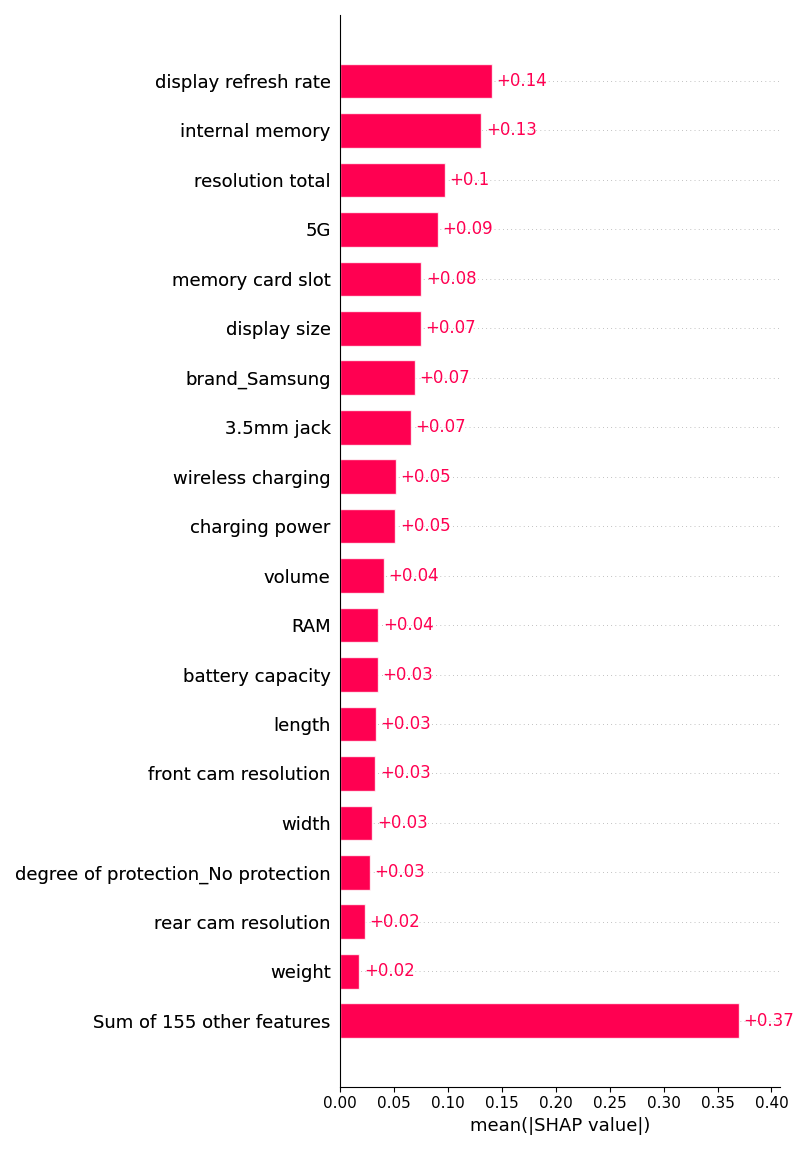 display refresh rate +0.14
internal memory +0.13
resolution total +0.1
5G +0.09
memory card slot +0.08
display size +0.07
brand_Samsung +0.07
3.5mm jack +0.07
wireless charging +0.05
charging power +0.05
volume +0.04
RAM +0.04
battery capacity +0.03
length +0.03
front cam resolution +0.03
width +0.03
degree of protection_No protection +0.03
rear cam resolution +0.02
weight +0.02
Sum of 155 other features +0.37
0.00 0.05 0.10 0.15 0.20 0.25 0.30 0.35 0.40
mean(|SHAP value|)